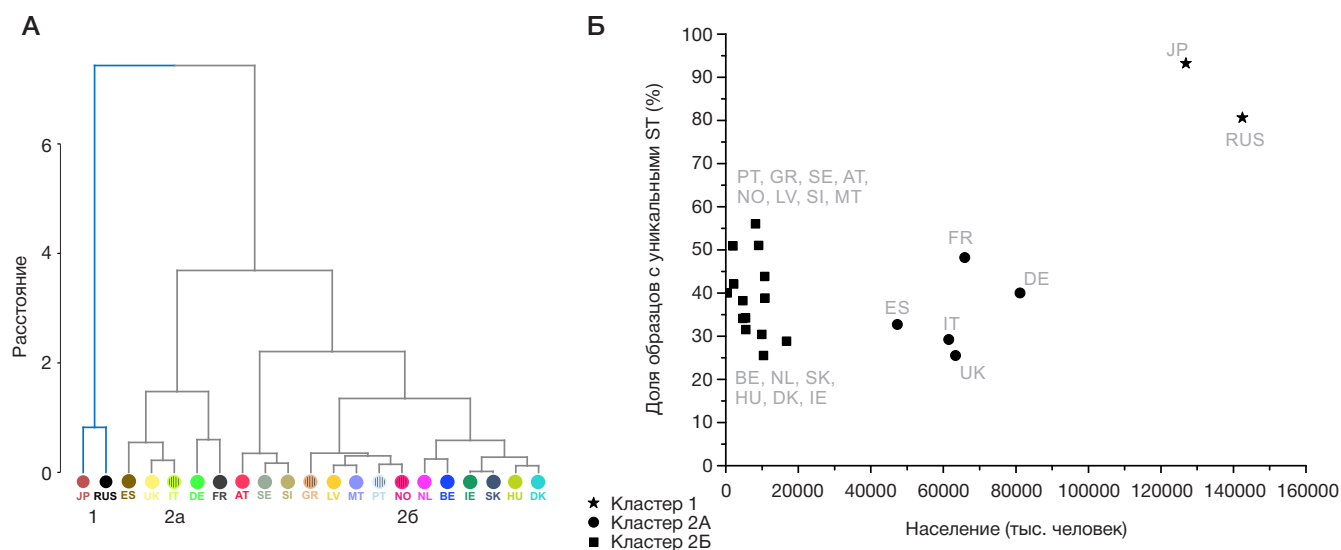 А
Расстояние
6
4
2
0
JP RUS ES UK IT DE FR AT SE SI GR LV MT PT NO NL BE IE SK HU DK
1 2а 2б
Б
Доля образцов с уникальными ST (%)
100
90
80
70
60
50
40
30
20
10
0
JP
RUS
PT, GR, SE, AT,
NO, LV, SI, MT
FR
DE
ES
IT
UK
BE, NL, SK,
HU, DK, IE
0 20000 40000 60000 80000 100000 120000 140000 160000
Население (тыс. человек)
Кластер 1
Кластер 2А
Кластер 2Б